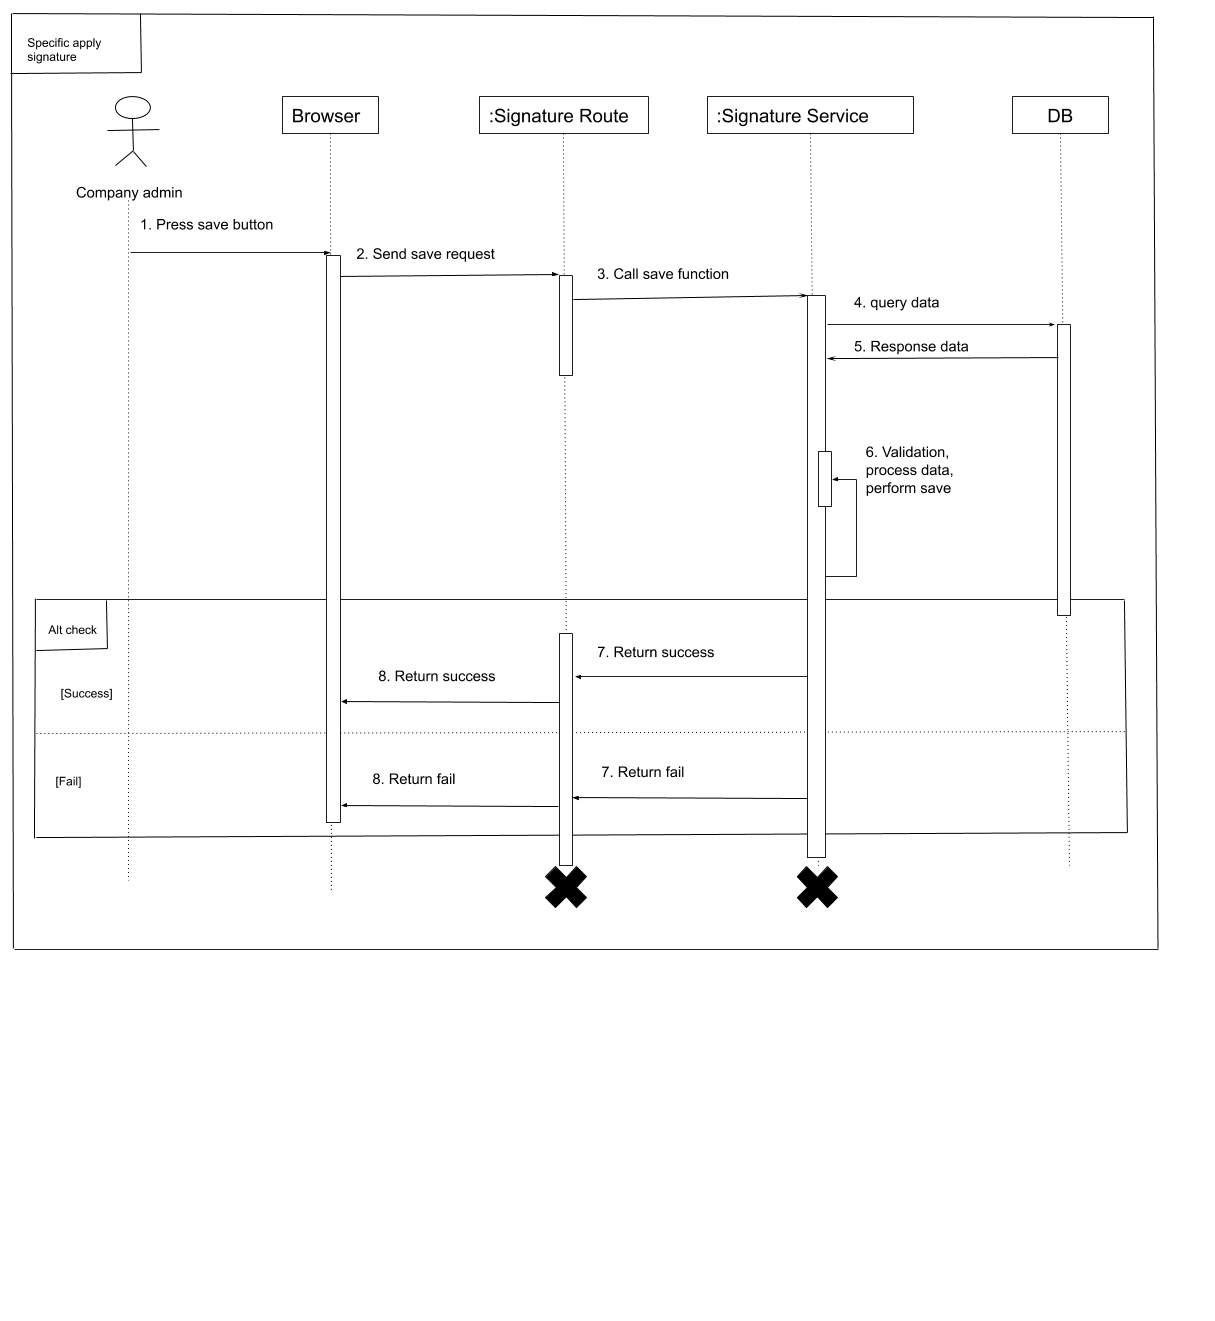 Specific apply
signature
Browser
:Signature Route
:Signature Service
DB
Company admin
1. Press save button
2. Send save request
3. Call save function
4. query data
5. Response data
6. Validation,
process data,
perform save
Alt check
7. Return success
8. Return success
[Success]
7. Return fail
8. Return fail
[Fail]